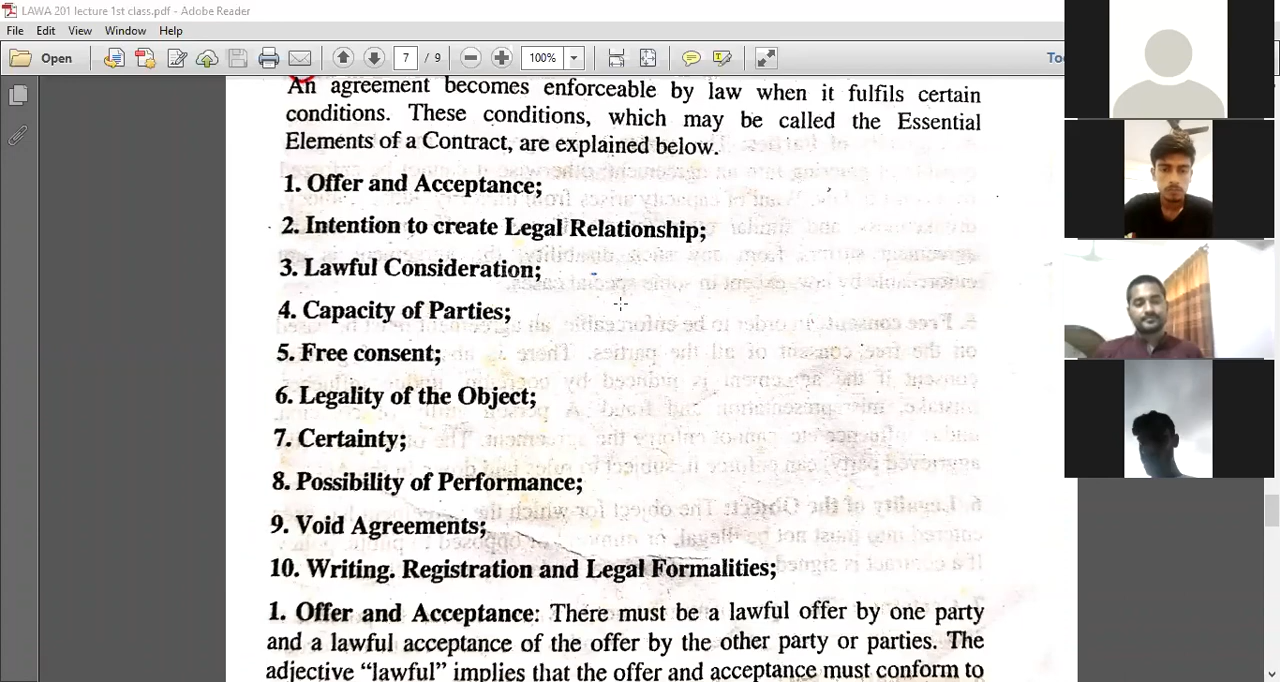 LAWA 201 lecture 1st class.pdf - Adobe Reader
File Edit View Window Help
Open 7 / 9 100%
An agreement becomes enforceable by law when it fulfils certain
conditions. These conditions, which may be called the Essential
Elements of a Contract, are explained below.
1. Offer and Acceptance;
2. Intention to create Legal Relationship;
3. Lawful Consideration;
4. Capacity of Parties;
5. Free consent;
6. Legality of the Object;
7. Certainty;
8. Possibility of Performance;
9. Void Agreements;
10. Writing. Registration and Legal Formalities;
1. Offer and Acceptance: There must be a lawful offer by one party
and a lawful acceptance of the offer by the other party or parties. The
adjective “lawful” implies that the offer and acceptance must conform to